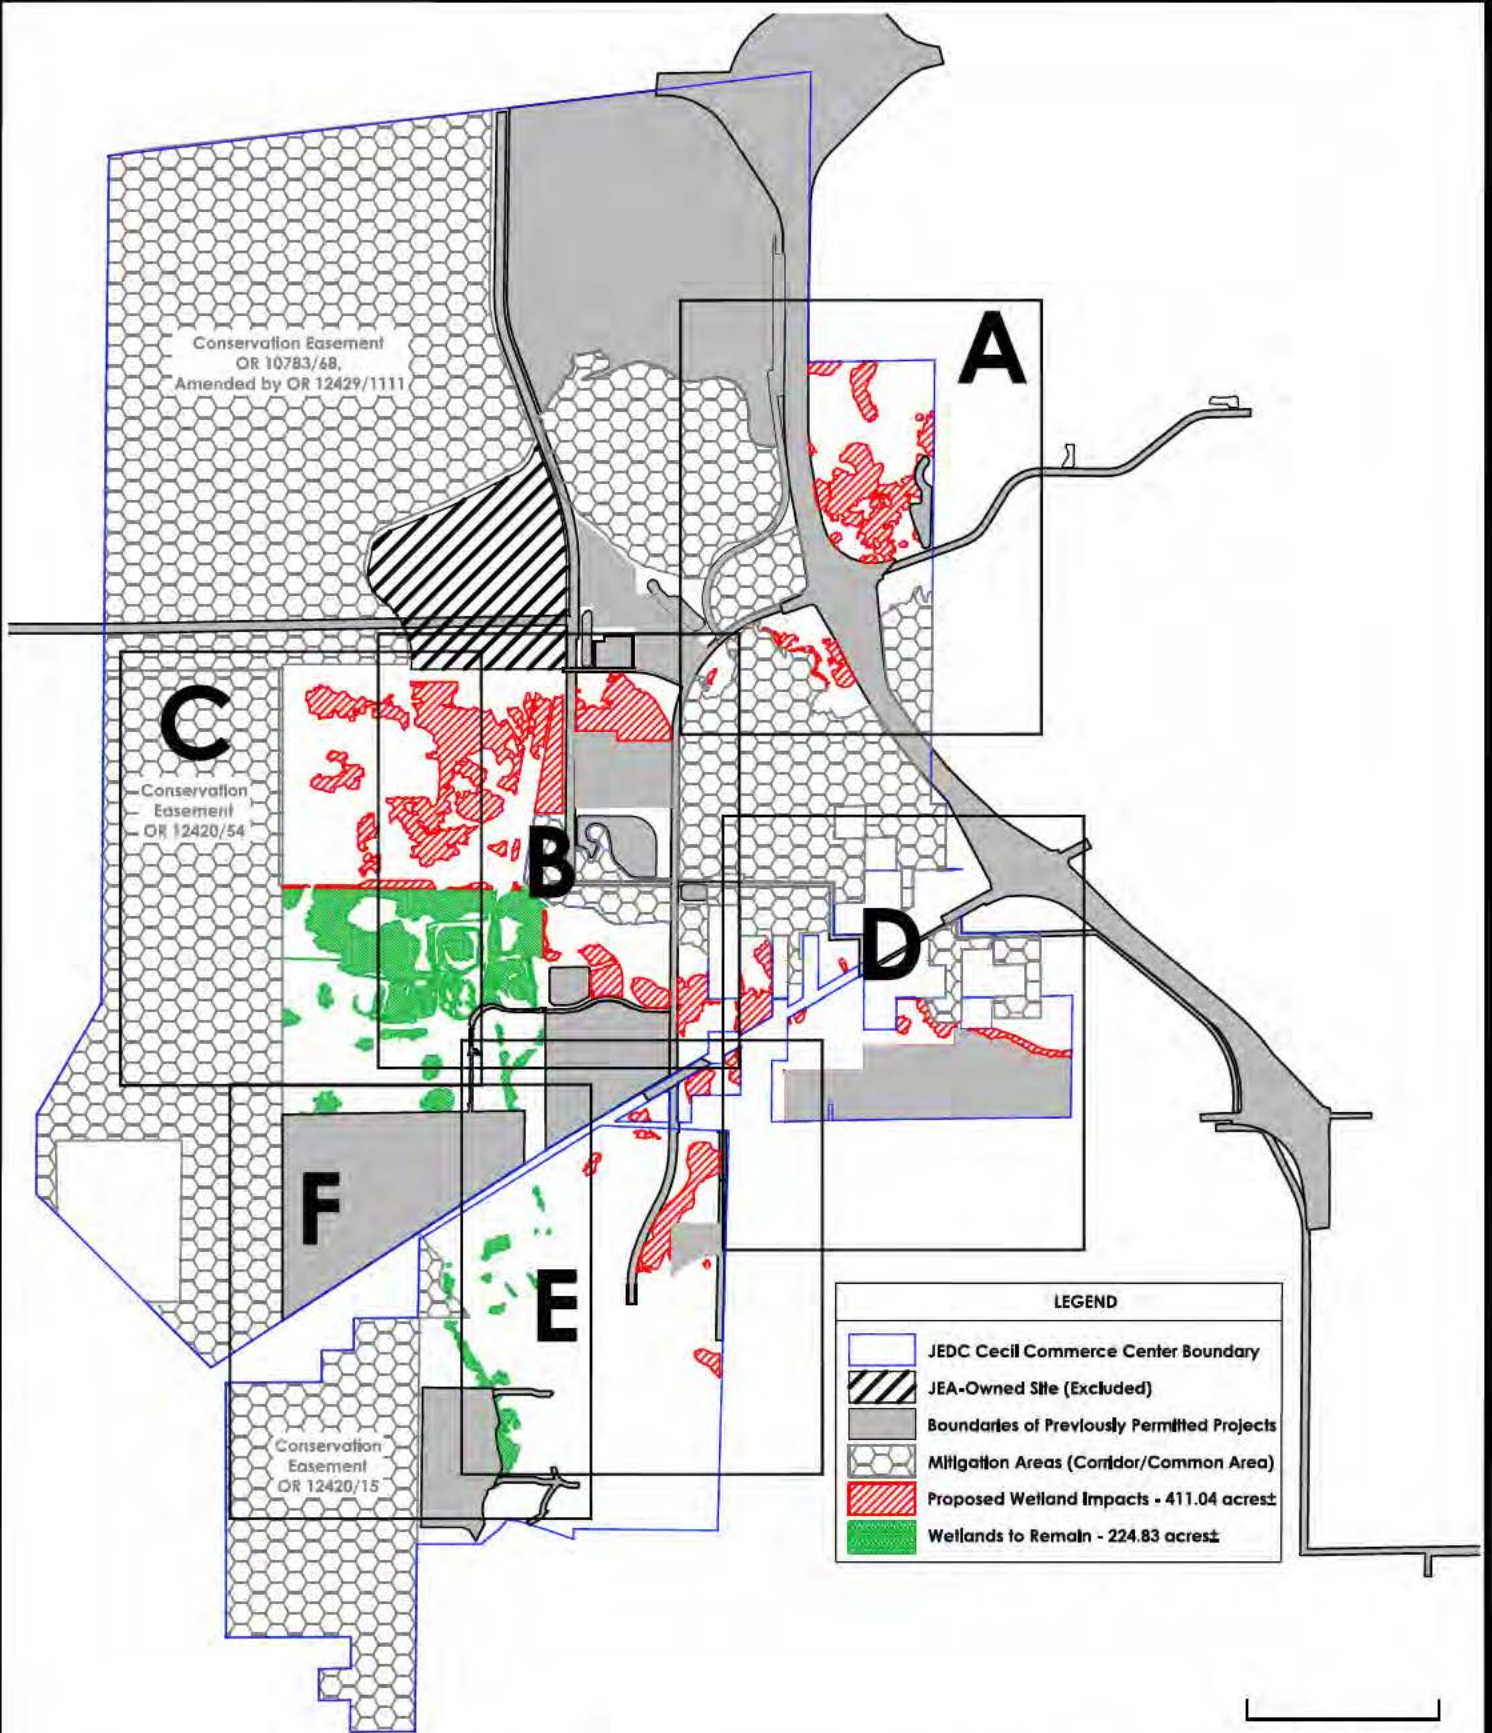 Conservation Easement
OR 10783/68,
Amended by OR 12429/1111
A
C
Conservation
Easement
OR 12420/54
B
D
F
E
Conservation
Easement
OR 12420/15
LEGEND
JEDC Cecil Commerce Center Boundary
JEA-Owned Site (Excluded)
Boundaries of Previously Permitted Projects
Mitigation Areas (Corridor/Common Area)
Proposed Wetland Impacts - 411.04 acres±
Wetlands to Remain - 224.83 acres±